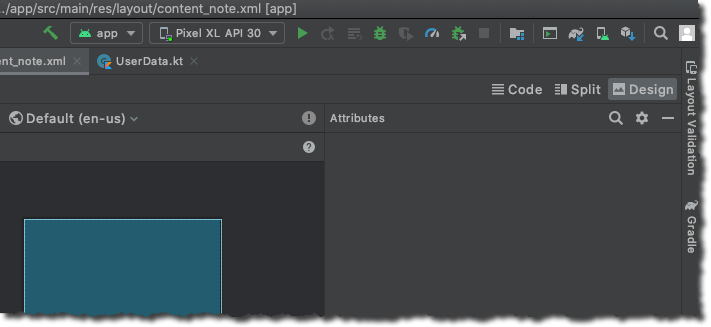 ../app/src/main/res/layout/content_note.xml [app]
app
Pixel XL API 30
nt_note.xml
UserData.kt
Code
Split
Design
Default (en-us)
Attributes
Layout Validation
Gradle